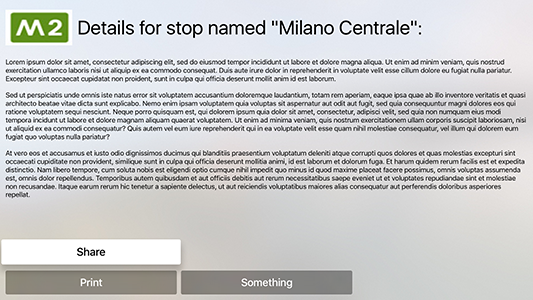 M2 Details for stop named "Milano Centrale":
Lorem ipsum dolor sit amet, consectetur adipiscing elit, sed do eiusmod tempor incididunt ut labore et dolore magna aliqua. Ut enim ad minim veniam, quis nostrud
exercitation ullamco laboris nisi ut aliquip ex ea commodo consequat. Duis aute irure dolor in reprehenderit in voluptate velit esse cillum dolore eu fugiat nulla pariatur.
Excepteur sint occaecat cupidatat non proident, sunt in culpa qui officia deserunt mollit anim id est laborum.
Sed ut perspiciatis unde omnis iste natus error sit voluptatem accusantium doloremque laudantium, totam rem aperiam, eaque ipsa quae ab illo inventore veritatis et quasi
architecto beatae vitae dicta sunt explicabo. Nemo enim ipsam voluptatem quia voluptas sit aspernatur aut odit aut fugit, sed quia consequuntur magni dolores eos qui
ratione voluptatem sequi nesciunt. Neque porro quisquam est, qui dolorem ipsum quia dolor sit amet, consectetur, adipisci velit, sed quia non numquam eius modi
tempora incidunt ut labore et dolore magnam aliquam quaerat voluptatem. Ut enim ad minima veniam, quis nostrum exercitationem ullam corporis suscipit laboriosam, nisi
ut aliquid ex ea commodi consequatur? Quis autem vel eum iure reprehenderit qui in ea voluptate velit esse quam nihil molestiae consequatur, vel illum qui dolorem eum
fugiat quo voluptas nulla pariatur?
At vero eos et accusamus et iusto odio dignissimos ducimus qui blanditiis praesentium voluptatum deleniti atque corrupti quos dolores et quas molestias excepturi sint
occaecati cupiditate non provident, similique sunt in culpa qui officia deserunt mollitia animi, id est laborum et dolorum fuga. Et harum quidem rerum facilis est et expedita
distinctio. Nam libero tempore, cum soluta nobis est eligendi optio cumque nihil impedit quo minus id quod maxime placeat facere possimus, omnis voluptas assumenda
est, omnis dolor repellendus. Temporibus autem quibusdam et aut officiis debitis aut rerum necessitatibus saepe eveniet ut et voluptates repudiandae sint et molestiae
non recusandae. Itaque earum rerum hic tenetur a sapiente delectus, ut aut reiciendis voluptatibus maiores alias consequatur aut perferendis doloribus asperiores
repellat.
Share
Print Something